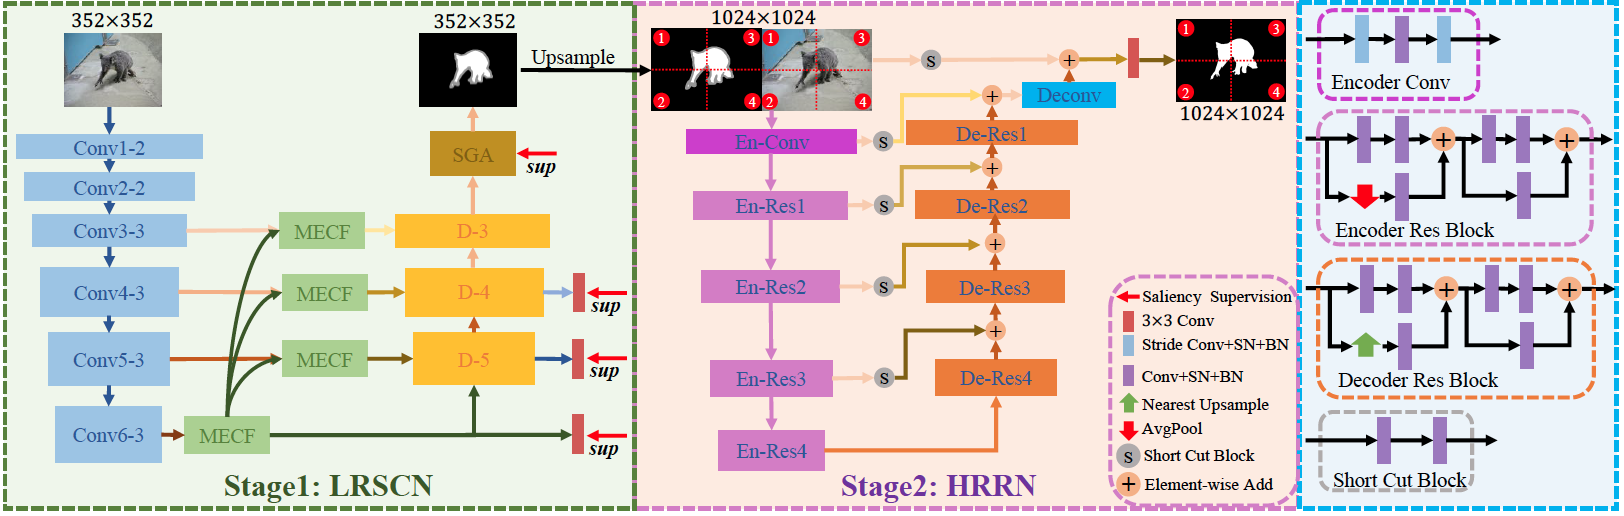 352×352
352×352
Upsample
Conv1-2
Conv2-2
Conv3-3
Conv4-3
Conv5-3
Conv6-3
MECF
MECF
MECF
MECF
SGA
sup
D-3
D-4
sup
D-5
sup
sup
Stage1: LRSCN
1024×1024
1
3
2
4
1
3
2
4
S
+
1
3
2
4
1024×1024
Deconv
+
En-Conv
S
De-Res1
+
En-Res1
S
De-Res2
+
En-Res2
S
De-Res3
+
En-Res3
S
De-Res4
En-Res4
Stage2: HRRN
Saliency Supervision
3×3 Conv
Stride Conv+SN+BN
Conv+SN+BN
Nearest Upsample
AvgPool
S Short Cut Block
+ Element-wise Add
Encoder Conv
+
+
Encoder Res Block
+
+
Decoder Res Block
Short Cut Block